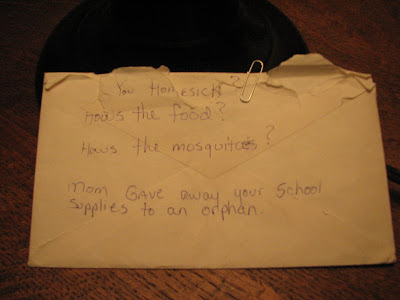 You Homesick?
Hows the food?
Hows the mosquitoes?
Mom Gave away your School
Supplies to an orphan.